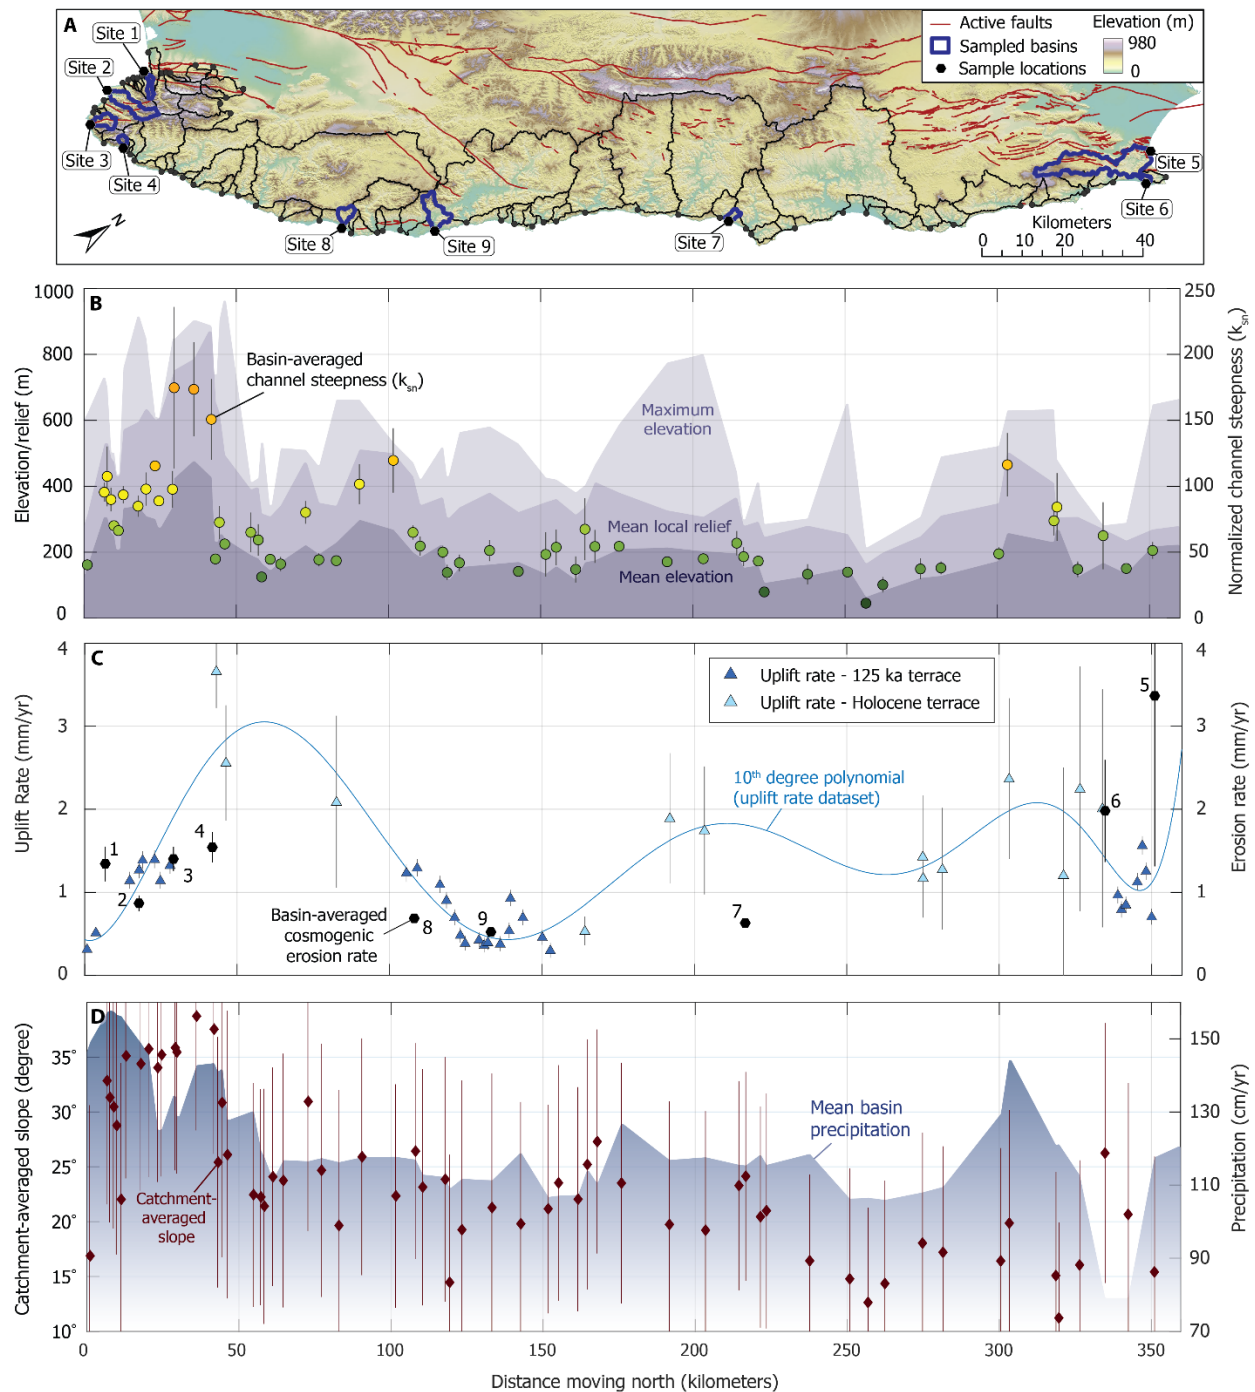 A
Site 1
Site 2
Site 3
Site 4
Site 8
Site 9
Site 7
Site 5
Site 6
N
Active faults
Sampled basins
Sample locations
Elevation (m)
980
0
Kilometers
0 20 40
B
1000
800
600
400
200
0
Elevation/relief (m)
Basin-averaged
channel steepness (ksn)
Maximum
elevation
Mean local relief
Mean elevation
250
200
150
100
50
0
Normalized channel steepness (ksn)
C
4
3
2
1
0
Uplift Rate (mm/yr)
Uplift rate - 125 ka terrace
Uplift rate - Holocene terrace
10th degree polynomial
(uplift rate dataset)
Basin-averaged
cosmogenic
erosion rate
1
2
3
4
8
9
7
6
5
4
3
2
1
0
Erosion rate (mm/yr)
D
35°
30°
25°
20°
15°
10°
Catchment-averaged slope (degree)
Catchment-
averaged
slope
Mean basin
precipitation
150
130
110
90
70
Precipitation (cm/yr)
0 50 100 150 200 250 300 350
Distance moving north (kilometers)